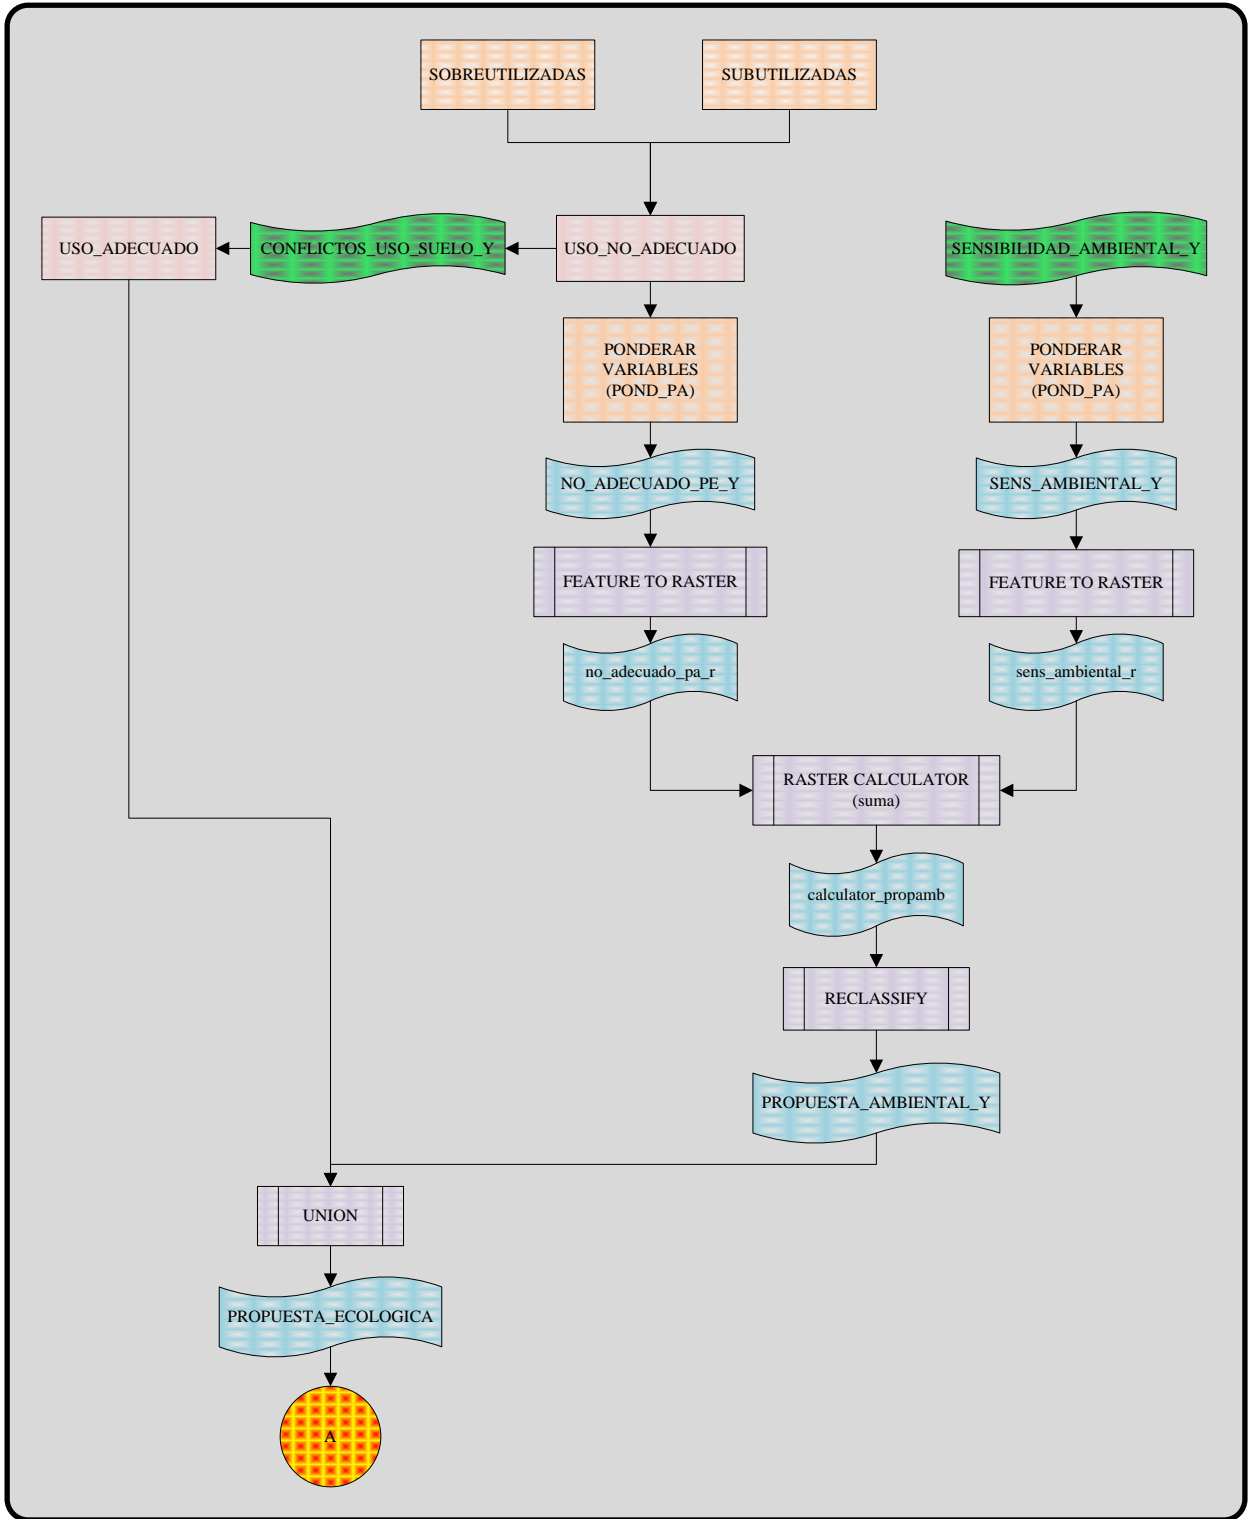 SOBREUTILIZADAS
SUBUTILIZADAS
USO_ADECUADO
CONFLICTOS_USO_SUELO_Y
USO_NO_ADECUADO
SENSIBILIDAD_AMBIENTAL_Y
PONDERAR
VARIABLES
(POND_PA)
PONDERAR
VARIABLES
(POND_PA)
NO_ADECUADO_PE_Y
SENS_AMBIENTAL_Y
FEATURE TO RASTER
FEATURE TO RASTER
no_adecuado_pa_r
sens_ambiental_r
RASTER CALCULATOR
(suma)
calculator_propamb
RECLASSIFY
PROPUESTA_AMBIENTAL_Y
UNION
PROPUESTA_ECOLOGICA
A